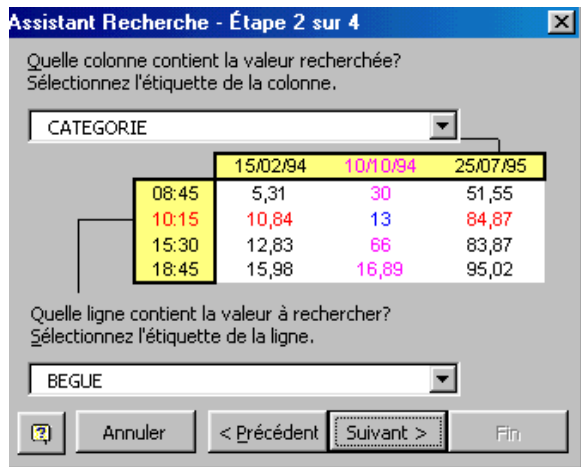 Assistant Recherche - Étape 2 sur 4
Quelle colonne contient la valeur recherchée?
Sélectionnez l'étiquette de la colonne.
CATEGORIE
15/02/94 10/10/94 25/07/95
08:45 5,31 30 51,55
10:15 10,84 13 84,87
15:30 12,83 66 83,87
18:45 15,98 16,89 95,02
Quelle ligne contient la valeur à rechercher?
Sélectionnez l'étiquette de la ligne.
BEGUE
? Annuler < Précédent Suivant > Fin